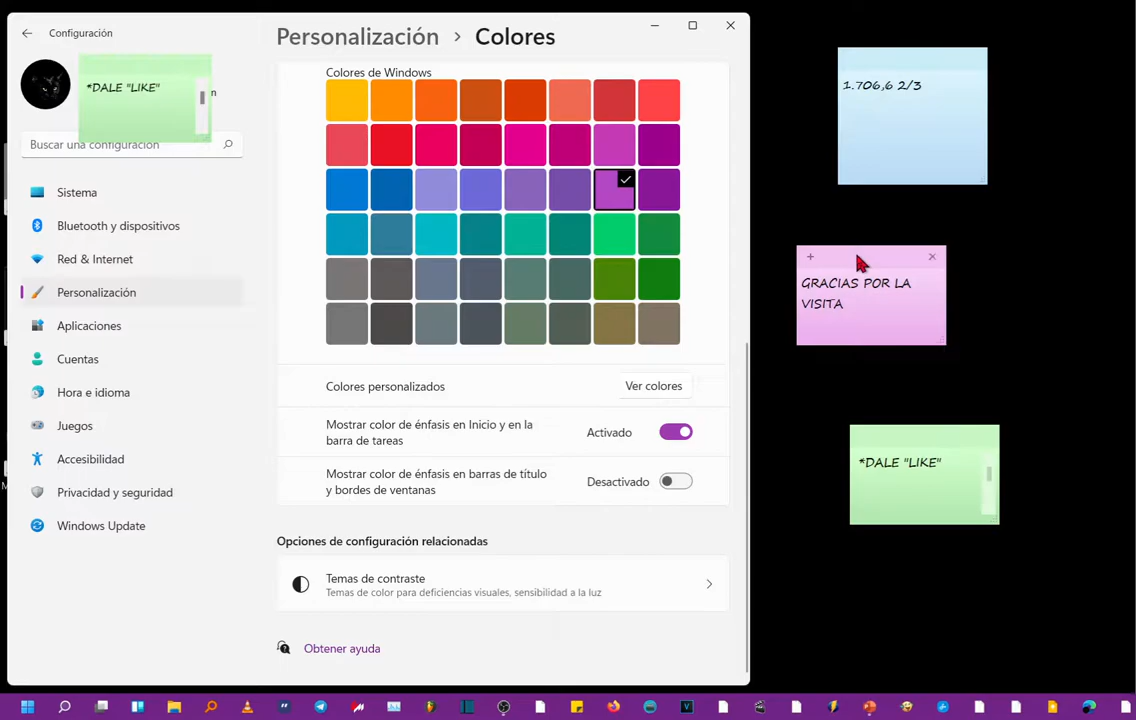 Configuración
*DALE "LIKE"
n
Buscar una configuración
Sistema
Bluetooth y dispositivos
Red & Internet
Personalización
Aplicaciones
Cuentas
Hora e idioma
Juegos
Accesibilidad
Privacidad y seguridad
Windows Update
Personalización > Colores
Colores de Windows
Colores personalizados
Ver colores
Mostrar color de énfasis en Inicio y en la
barra de tareas
Activado
Mostrar color de énfasis en barras de título
y bordes de ventanas
Desactivado
Opciones de configuración relacionadas
Temas de contraste
Temas de color para deficiencias visuales, sensibilidad a la luz
Obtener ayuda
1.706,6 2/3
GRACIAS POR LA
VISITA
*DALE "LIKE"